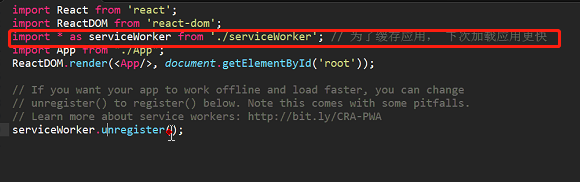 import React from 'react';
import ReactDOM from 'react-dom';
import * as serviceWorker from './serviceWorker'; // 为了缓存应用， 下次加载应用更快
import App from './App';
ReactDOM.render(<App/>, document.getElementById('root'));
// If you want your app to work offline and load faster, you can change
// unregister() to register() below. Note this comes with some pitfalls.
// Learn more about service workers: http://bit.ly/CRA-PWA
serviceWorker.unregister();